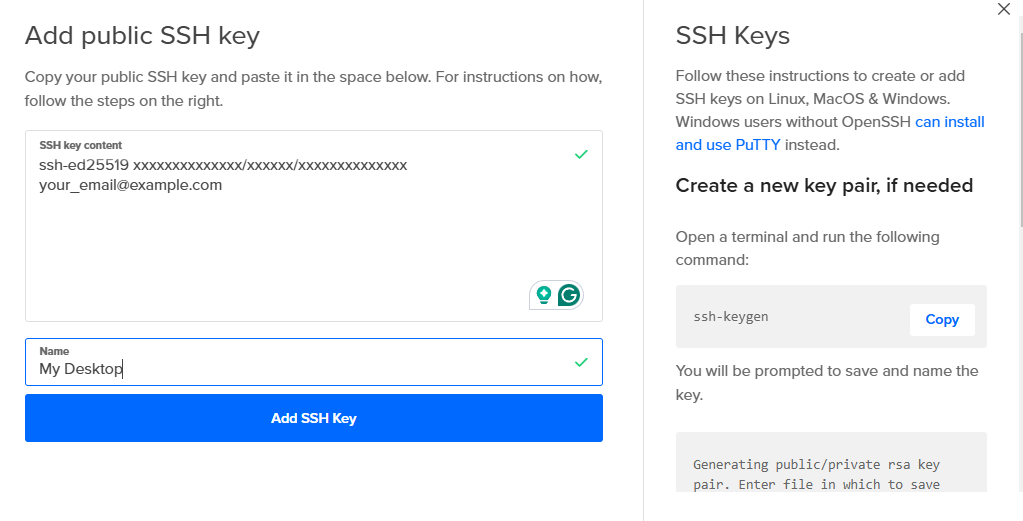 Add public SSH key
Copy your public SSH key and paste it in the space below. For instructions on how,
follow the steps on the right.
SSH key content
ssh-ed25519 xxxxxxxxxxxxxx/xxxxxx/xxxxxxxxxxxxxx
your_email@example.com
Name
My Desktop
Add SSH Key
SSH Keys
Follow these instructions to create or add
SSH keys on Linux, MacOS & Windows.
Windows users without OpenSSH can install
and use PuTTY instead.
Create a new key pair, if needed
Open a terminal and run the following
command:
ssh-keygen
Copy
You will be prompted to save and name the
key.
Generating public/private rsa key
pair. Enter file in which to save